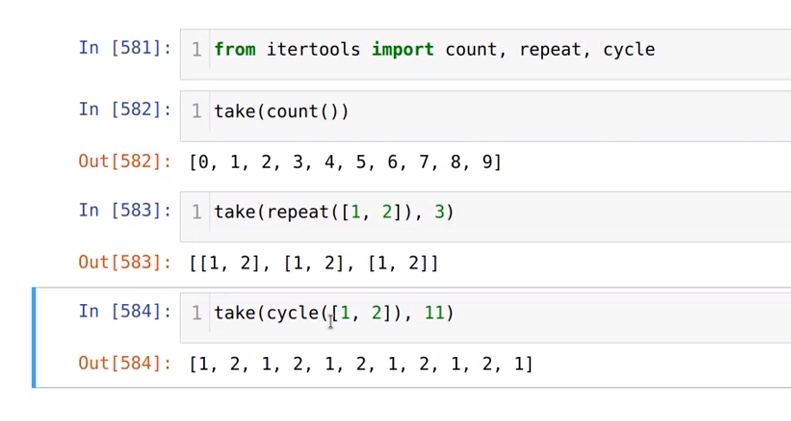 In [581]: 1 from itertools import count, repeat, cycle
In [582]: 1 take(count())
Out[582]: [0, 1, 2, 3, 4, 5, 6, 7, 8, 9]
In [583]: 1 take(repeat([1, 2]), 3)
Out[583]: [[1, 2], [1, 2], [1, 2]]
In [584]: 1 take(cycle([1, 2]), 11)
Out[584]: [1, 2, 1, 2, 1, 2, 1, 2, 1, 2, 1]